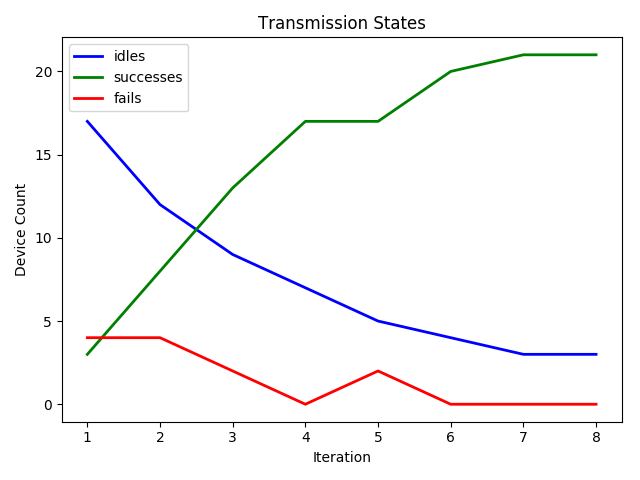 Transmission States
idles
successes
fails
20
15
10
5
0
Device Count
1 2 3 4 5 6 7 8
Iteration